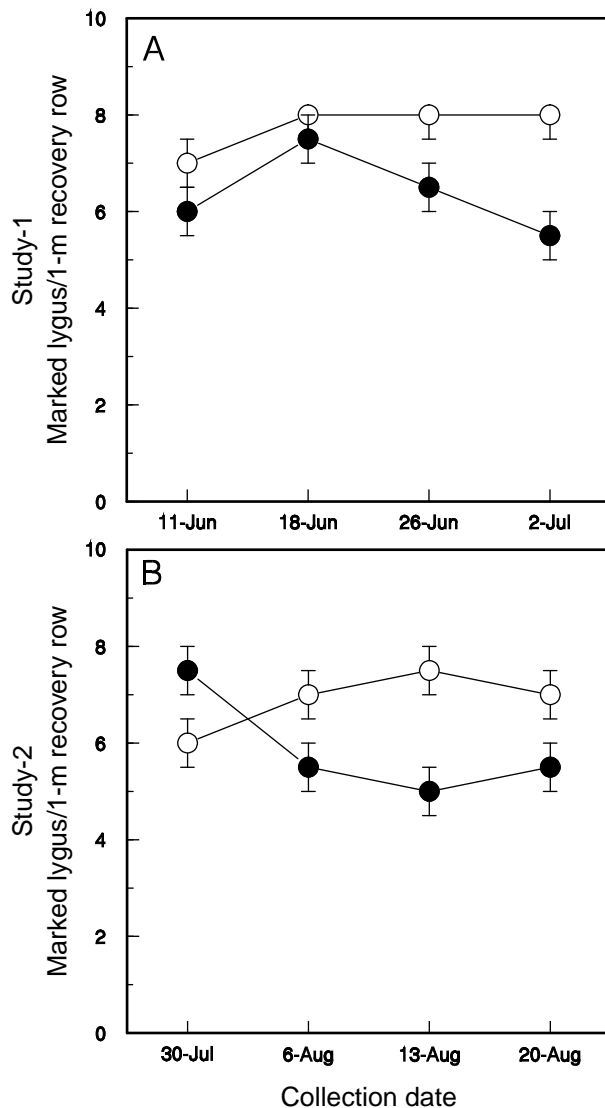 A
10
8
6
4
2
0
Study-1
Marked lygus/1-m recovery row
11-Jun 18-Jun 26-Jun 2-Jul
B
10
8
6
4
2
0
Study-2
Marked lygus/1-m recovery row
30-Jul 6-Aug 13-Aug 20-Aug
Collection date